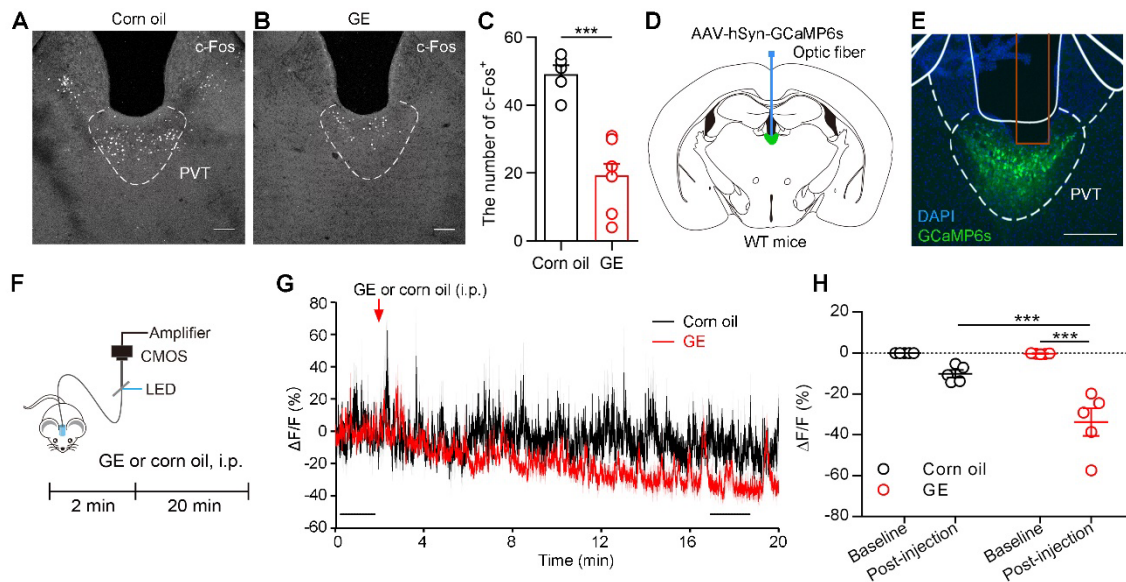 A
Corn oil
c-Fos
PVT
B
GE
c-Fos
C
The number of c-Fos⁺
60
40
20
0
***
Corn oil
GE
D
AAV-hSyn-GCaMP6s
Optic fiber
WT mice
E
PVT
DAPI
GCaMP6s
F
Amplifier
CMOS
LED
GE or corn oil, i.p.
2 min
20 min
G
GE or corn oil (i.p.)
Corn oil
GE
ΔF/F (%)
80
60
40
20
0
-20
-40
-60
0
4
8
12
16
20
Time (min)
H
ΔF/F (%)
20
0
-20
-40
-60
-80
***
***
Corn oil
GE
Baseline
Post-injection
Baseline
Post-injection